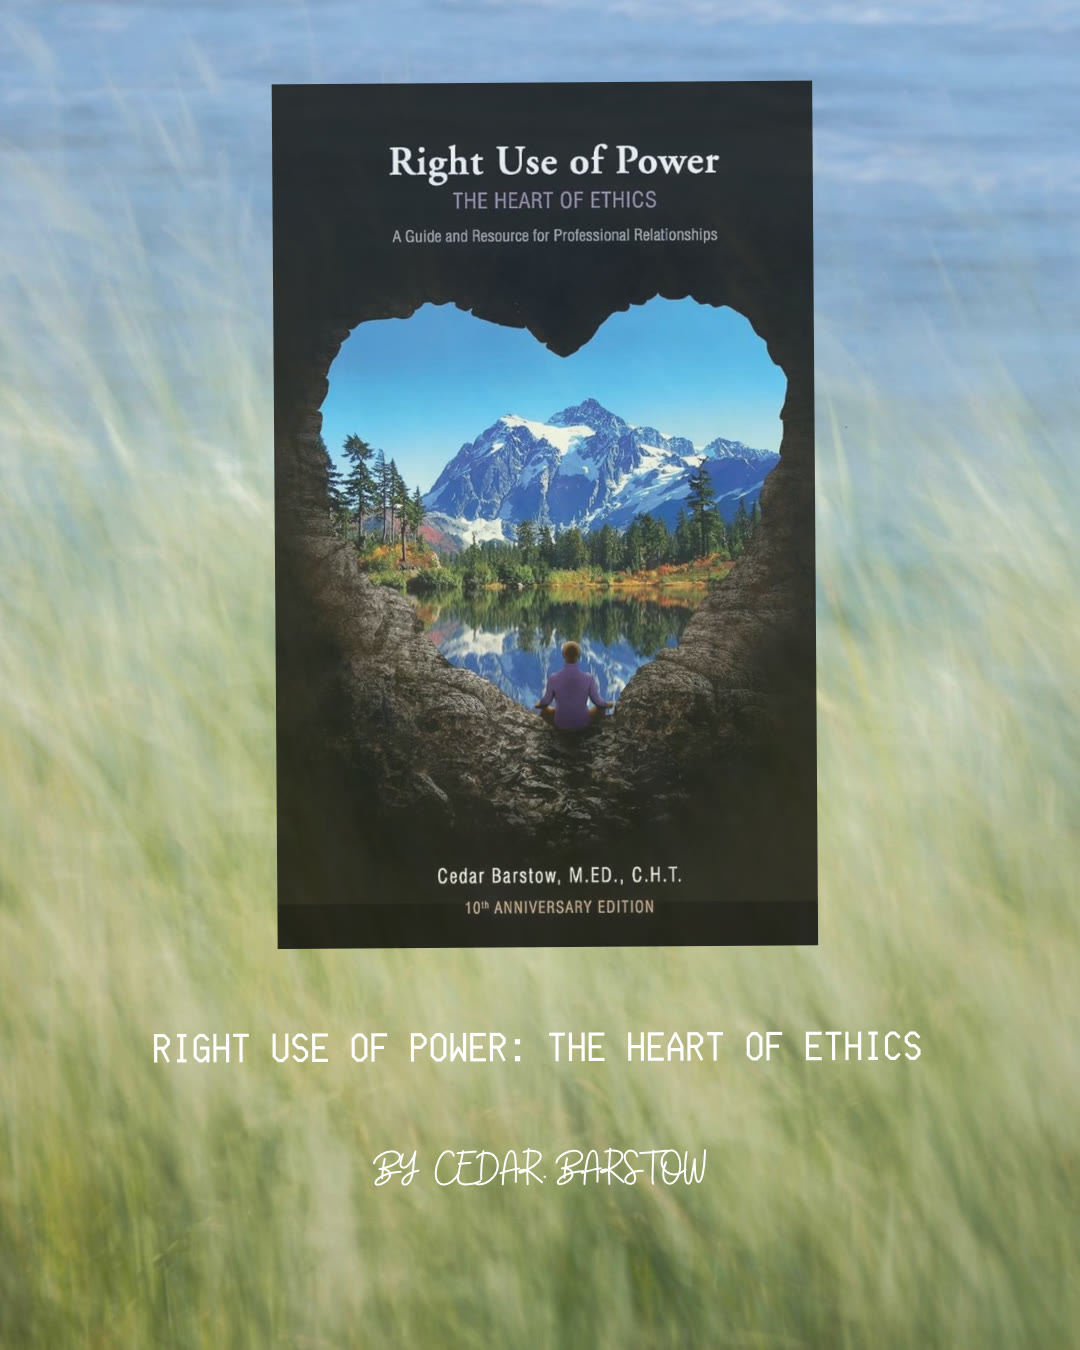 Right Use of Power
THE HEART OF ETHICS
A Guide and Resource for Professional Relationships
Cedar Barstow, M.ED., C.H.T.
10th ANNIVERSARY EDITION
RIGHT USE OF POWER: THE HEART OF ETHICS
BY CEDAR BARSTOW